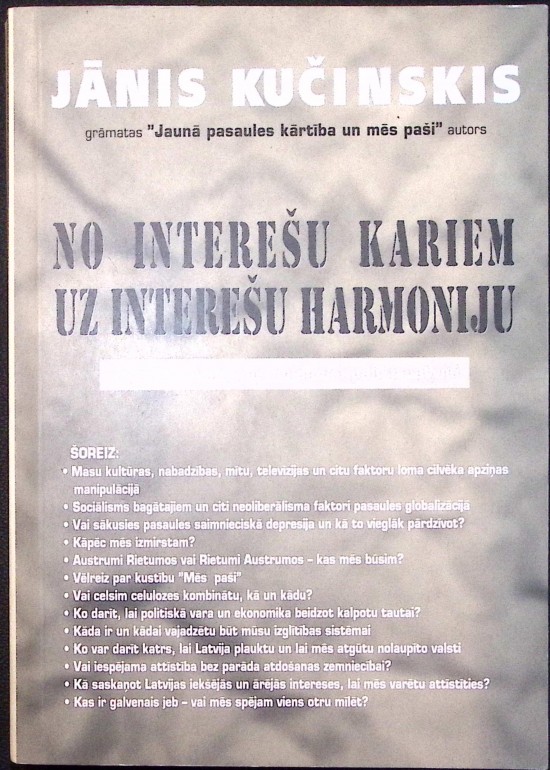 JĀNIS KUČINSKIS
grāmatas "Jaunā pasaules kārtība un mēs paši" autors
NO INTEREŠU KARIEM
UZ INTEREŠU HARMONIJU
ŠOREIZ:
• Masu kultūras, nabadzības, mītu, televīzijas un citu faktoru loma cilvēka apziņas
manipulācijā
• Sociālisms bagātajiem un citi neoliberālisma faktori pasaules globalizācijā
• Vai sākusies pasaules saimnieciskā depresija un kā to vieglāk pārdzīvot?
• Kāpēc mēs izmirstam?
• Austrumi Rietumos vai Rietumi Austrumos – kas mēs būsim?
• Vēlreiz par kustību "Mēs paši"
• Vai celsim celulozes kombinātu, kā un kādu?
• Ko darīt, lai politiskā vara un ekonomika beidzot kalpotu tautai?
• Kāda ir un kādai vajadzētu būt mūsu izglītības sistēmai
• Ko var darīt katrs, lai Latvija plauktu un lai mēs atgūtu nolaupīto valsti
• Vai iespējama attīstība bez parāda atdošanas zemniecībai?
• Kā saskaņot Latvijas iekšējās un ārējās intereses, lai mēs varētu attīstīties?
• Kas ir galvenais jeb – vai mēs spējam viens otru mīlēt?